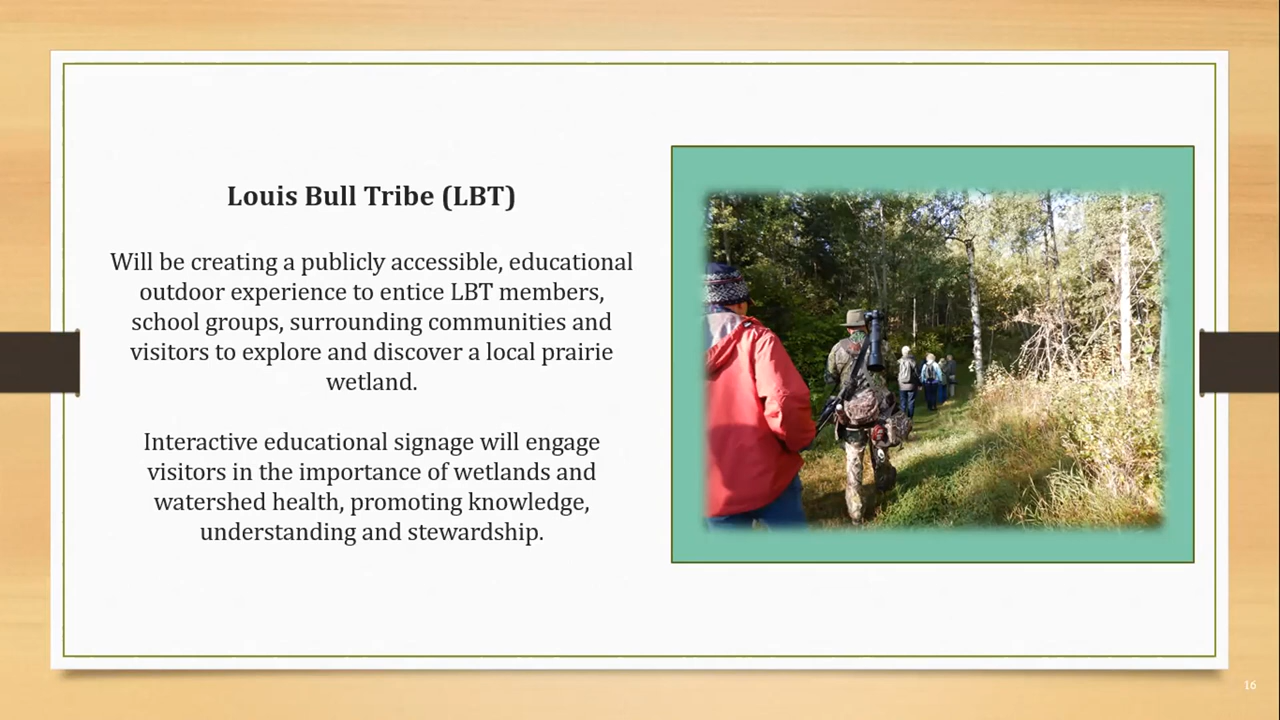 Louis Bull Tribe (LBT)
Will be creating a publicly accessible, educational
outdoor experience to entice LBT members,
school groups, surrounding communities and
visitors to explore and discover a local prairie
wetland.
Interactive educational signage will engage
visitors in the importance of wetlands and
watershed health, promoting knowledge,
understanding and stewardship.
16